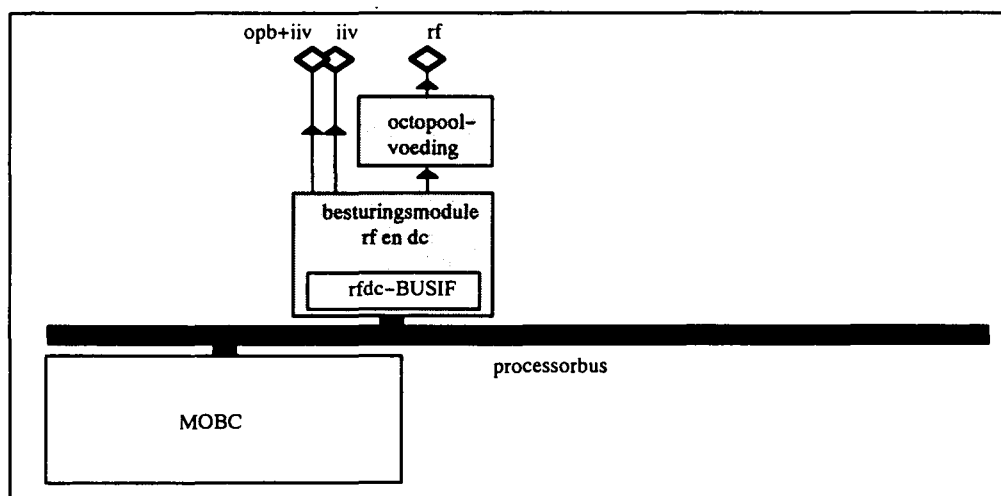 opb+iiv iiv rf
octopool-
voeding
besturingsmodule
rf en dc
rfdc-BUSIF
processorbus
MOBC